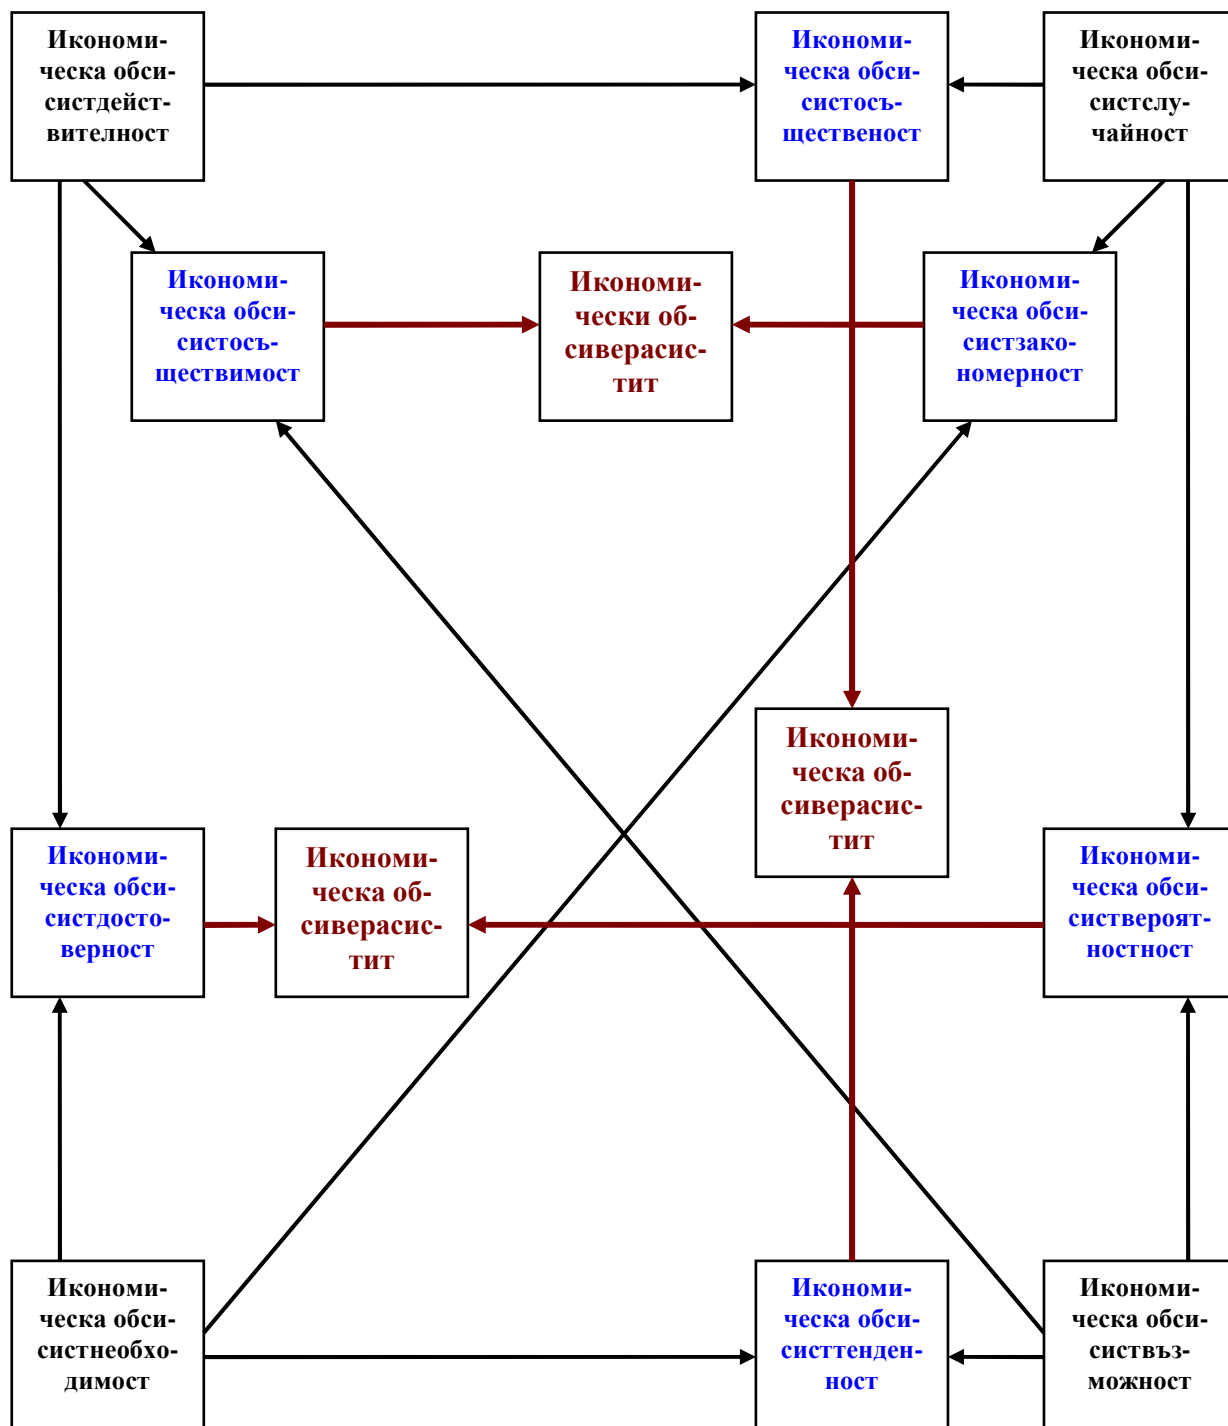 Икономи-
ческа обси-
систдейст-
вителност
Икономи-
ческа обси-
систосъ-
щественост
Икономи-
ческа обси-
систслу-
чайност
Икономи-
ческа обси-
систосъ-
ществимост
Икономи-
чески об-
сиверасис-
тит
Икономи-
ческа обси-
систзако-
номерност
Икономи-
ческа об-
сиверасис-
тит
Икономи-
ческа обси-
систдосто-
верност
Икономи-
ческа об-
сиверасис-
тит
Икономи-
ческа обси-
систвероят-
ностност
Икономи-
ческа обси-
систнеобхо-
димост
Икономи-
ческа обси-
систтенден-
ност
Икономи-
ческа обси-
систвъз-
можност